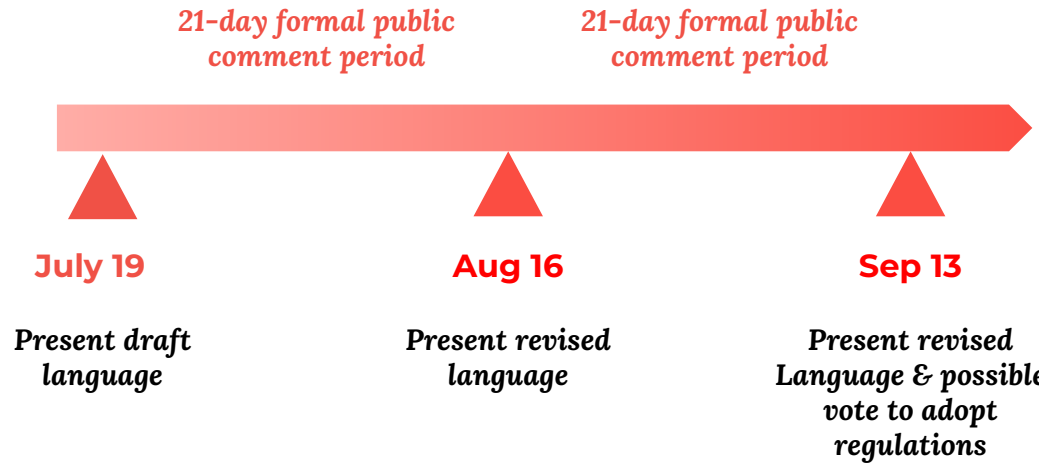 21-day formal public
comment period
21-day formal public
comment period
July 19
Aug 16
Sep 13
Present draft
language
Present revised
language
Present revised
Language & possible
vote to adopt
regulations